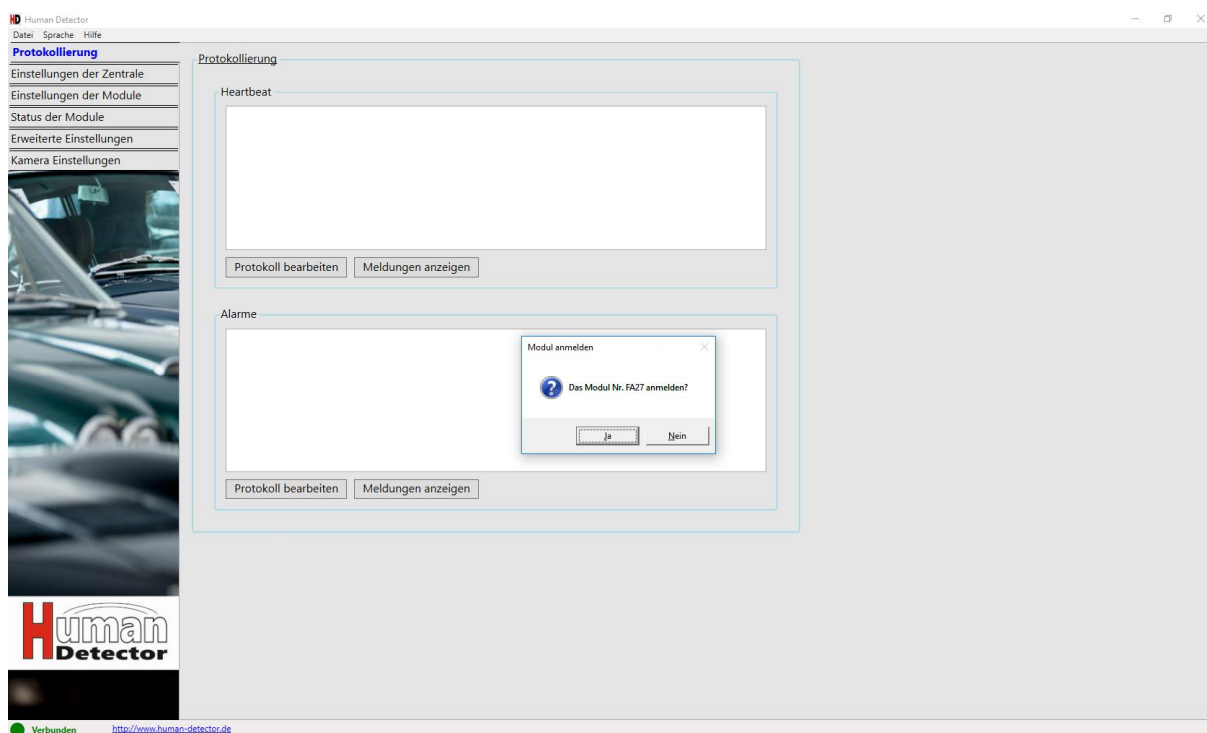 HD Human Detector
Datei Sprache Hilfe
Protokollierung
Einstellungen der Zentrale
Einstellungen der Module
Status der Module
Erweiterte Einstellungen
Kamera Einstellungen
Human
Detector
Protokollierung
Heartbeat
Protokoll bearbeiten Meldungen anzeigen
Alarme
Protokoll bearbeiten Meldungen anzeigen
Modul anmelden
? Das Modul Nr. FA27 anmelden?
Ja Nein
Verbunden http://www.human-detector.de